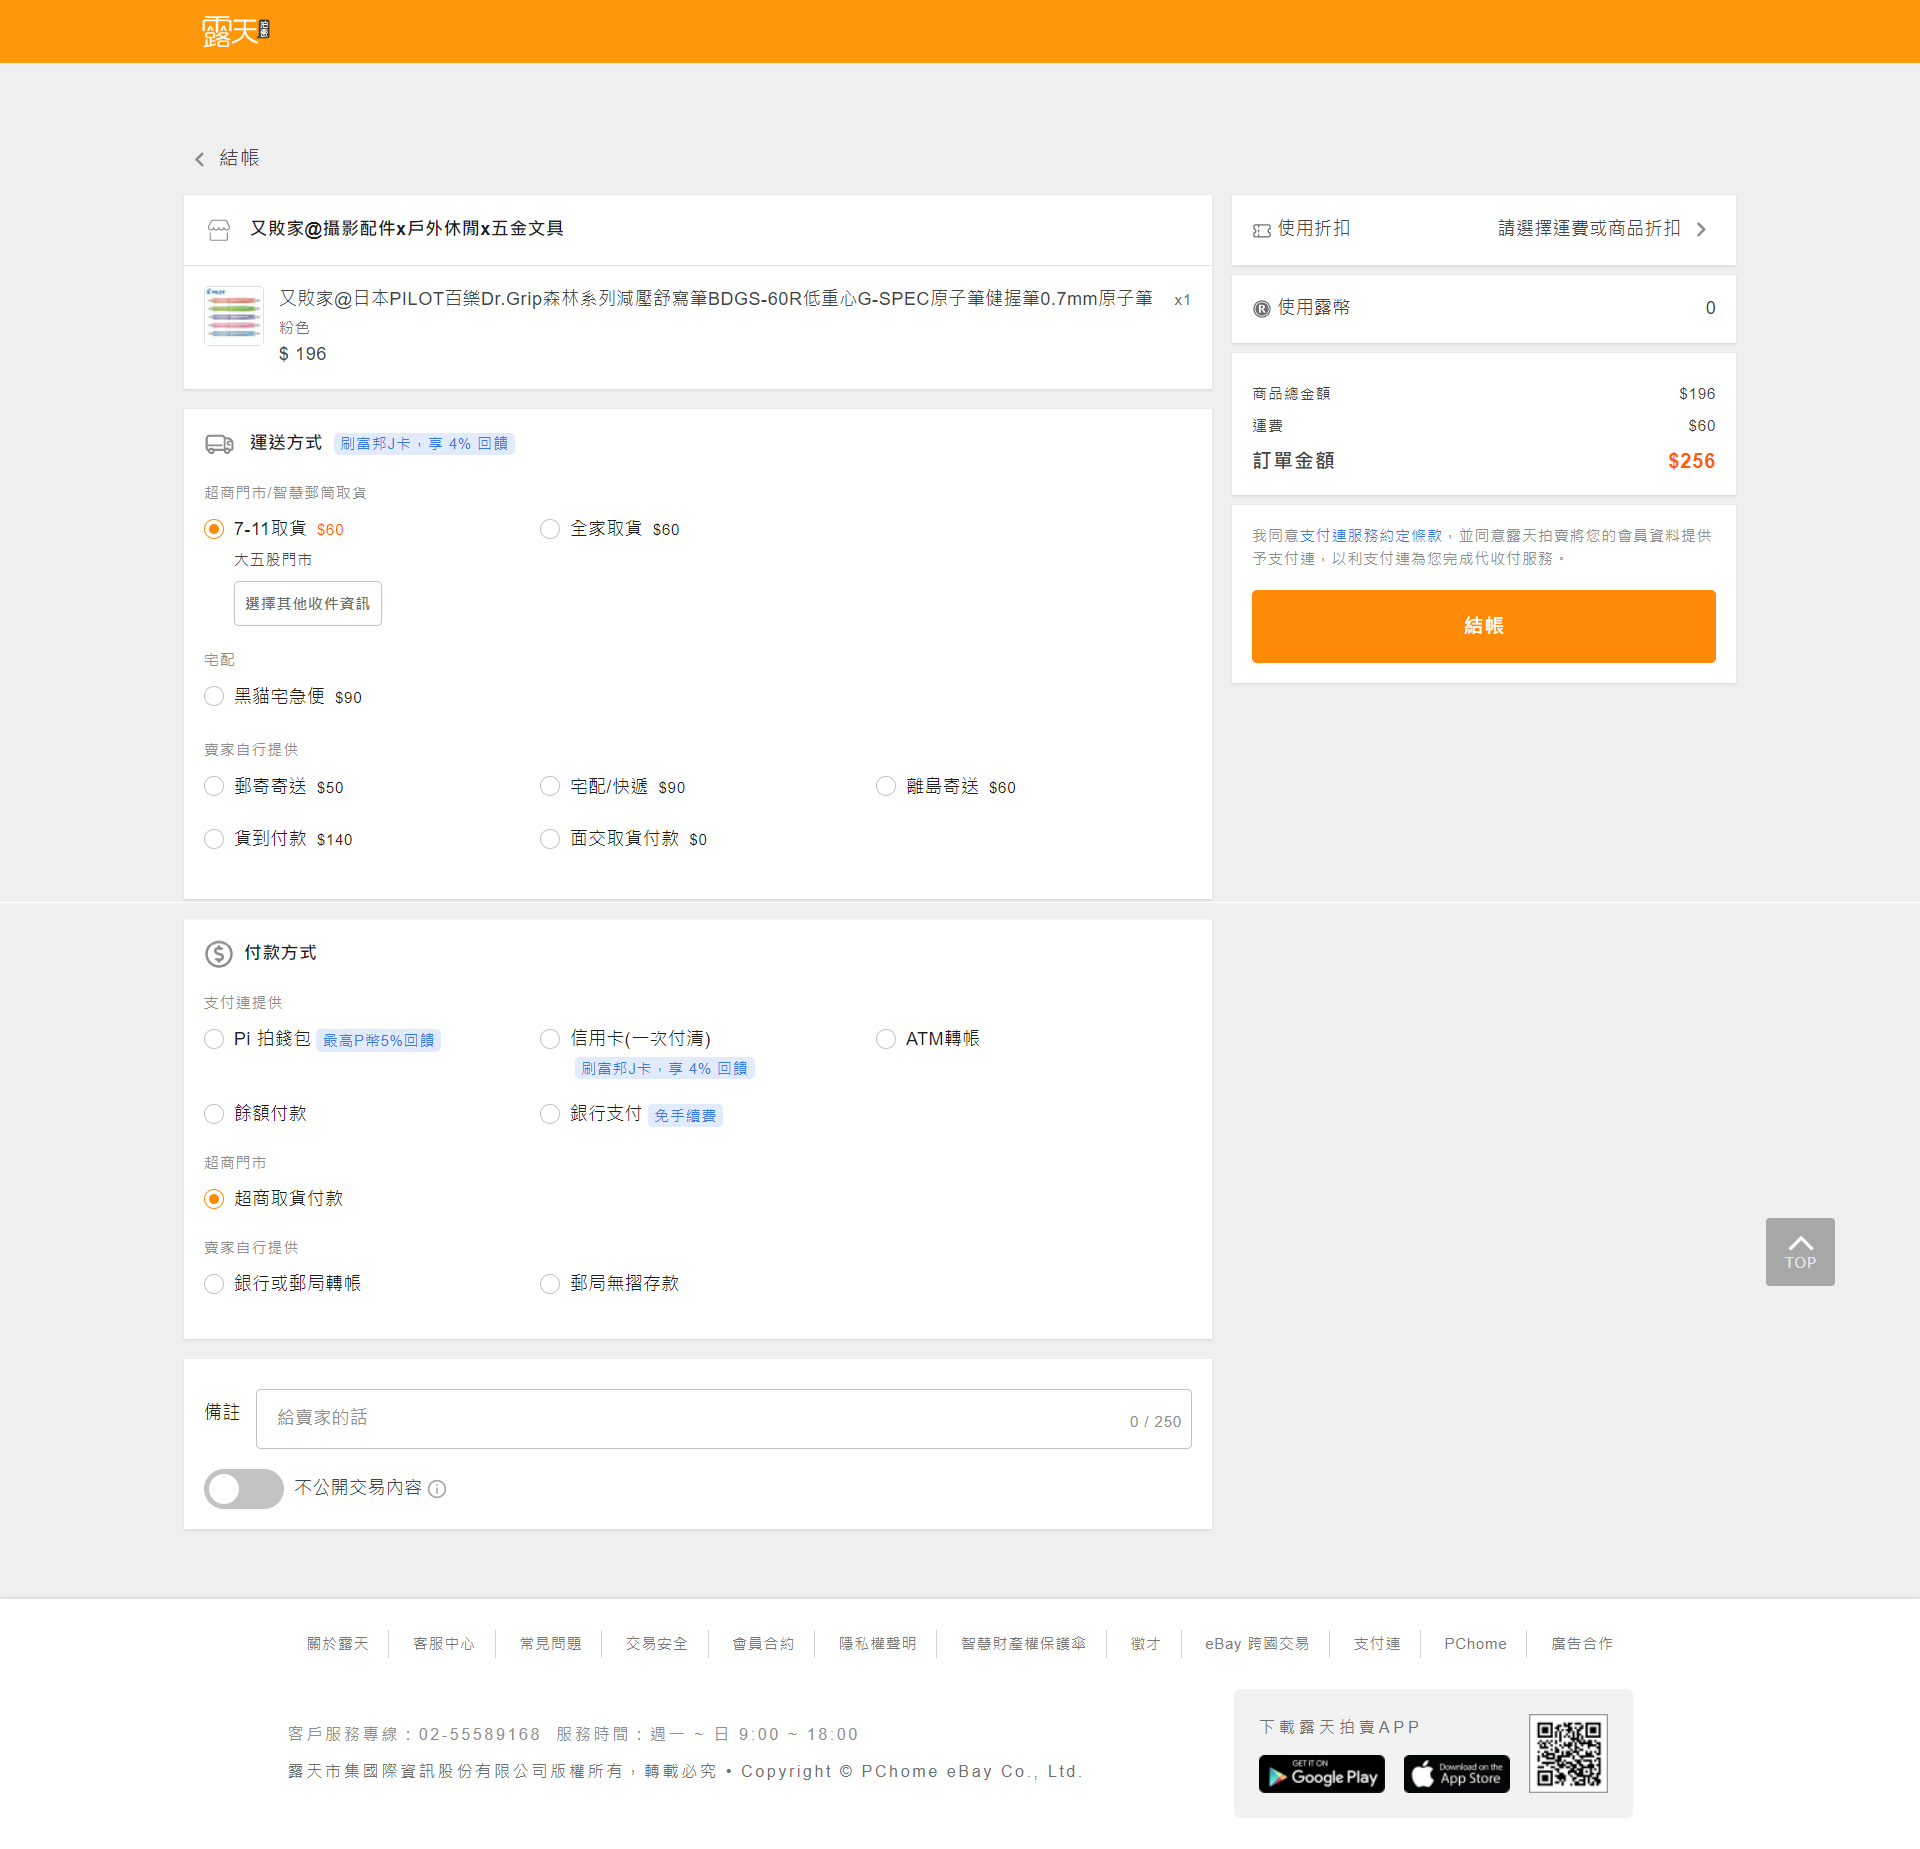 露天拍賣
結帳
又敗家@攝影配件x戶外休閒x五金文具
PILOT
又敗家@日本PILOT百樂Dr.Grip森林系列減壓舒寫筆BDGS-60R低重心G-SPEC原子筆健握筆0.7mm原子筆 x1
粉色
$ 196
運送方式 刷富邦J卡，享 4% 回饋
超商門市/智慧郵筒取貨
7-11取貨 $60
全家取貨 $60
大五股門市
選擇其他收件資訊
宅配
黑貓宅急便 $90
賣家自行提供
郵寄寄送 $50
宅配/快遞 $90
離島寄送 $60
貨到付款 $140
面交取貨付款 $0
付款方式
支付連提供
Pi 拍錢包 最高P幣5%回饋
信用卡(一次付清)
刷富邦J卡，享 4% 回饋
ATM轉帳
餘額付款
銀行支付 免手續費
超商門市
超商取貨付款
賣家自行提供
銀行或郵局轉帳
郵局無摺存款
備註
給賣家的話
0 / 250
不公開交易內容
使用折扣
請選擇運費或商品折扣
使用露幣
0
商品總金額 $196
運費 $60
訂單金額 $256
我同意支付連服務約定條款，並同意露天拍賣將您的會員資料提供
予支付連，以利支付連為您完成代收付服務。
結帳
TOP
關於露天 客服中心 常見問題 交易安全 會員合約 隱私權聲明 智慧財產權保護傘 徵才 eBay 跨國交易 支付連 PChome 廣告合作
客戶服務專線：02-55589168 服務時間：週一 ~ 日 9:00 ~ 18:00
露天市集國際資訊股份有限公司版權所有，轉載必究 • Copyright © PChome eBay Co., Ltd.
下載露天拍賣APP
GET IT ON
Google Play
Download on the
App Store